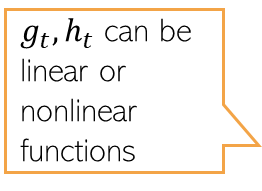 g_t, h_t can be
linear or
nonlinear
functions